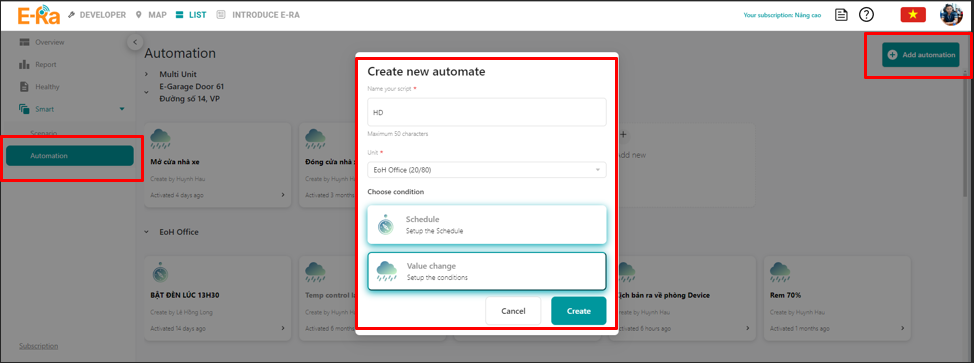 E-Ra
DEVELOPER
MAP
LIST
INTRODUCE E-RA
Your subscription: Nâng cao
Overview
Report
Healthy
Smart
Scenario
Automation
Subscription
Automation
Add automation
Multi Unit
E-Garage Door 61
Đường số 14, VP
Mở cửa nhà xe
Create by Huynh Hau
Activated 4 days ago
Đóng cửa nhà
Create by Huynh Hau
Activated 3 months
Add new
EoH Office
BẬT ĐÈN LÚC 13H30
Create by Lê Hồng Long
Activated 14 days ago
Temp control
Create by Huynh Hau
Activated 6 months
Kịch bản ra về phòng Device
Create by Huynh Hau
Activated 6 hours ago
Rem 70%
Create by Huynh Hau
Activated 1 months ago
Create new automate
Name your script *
HD
Maximum 50 characters
Unit *
EoH Office (20/80)
Choose condition
Schedule
Setup the Schedule
Value change
Setup the conditions
Cancel
Create